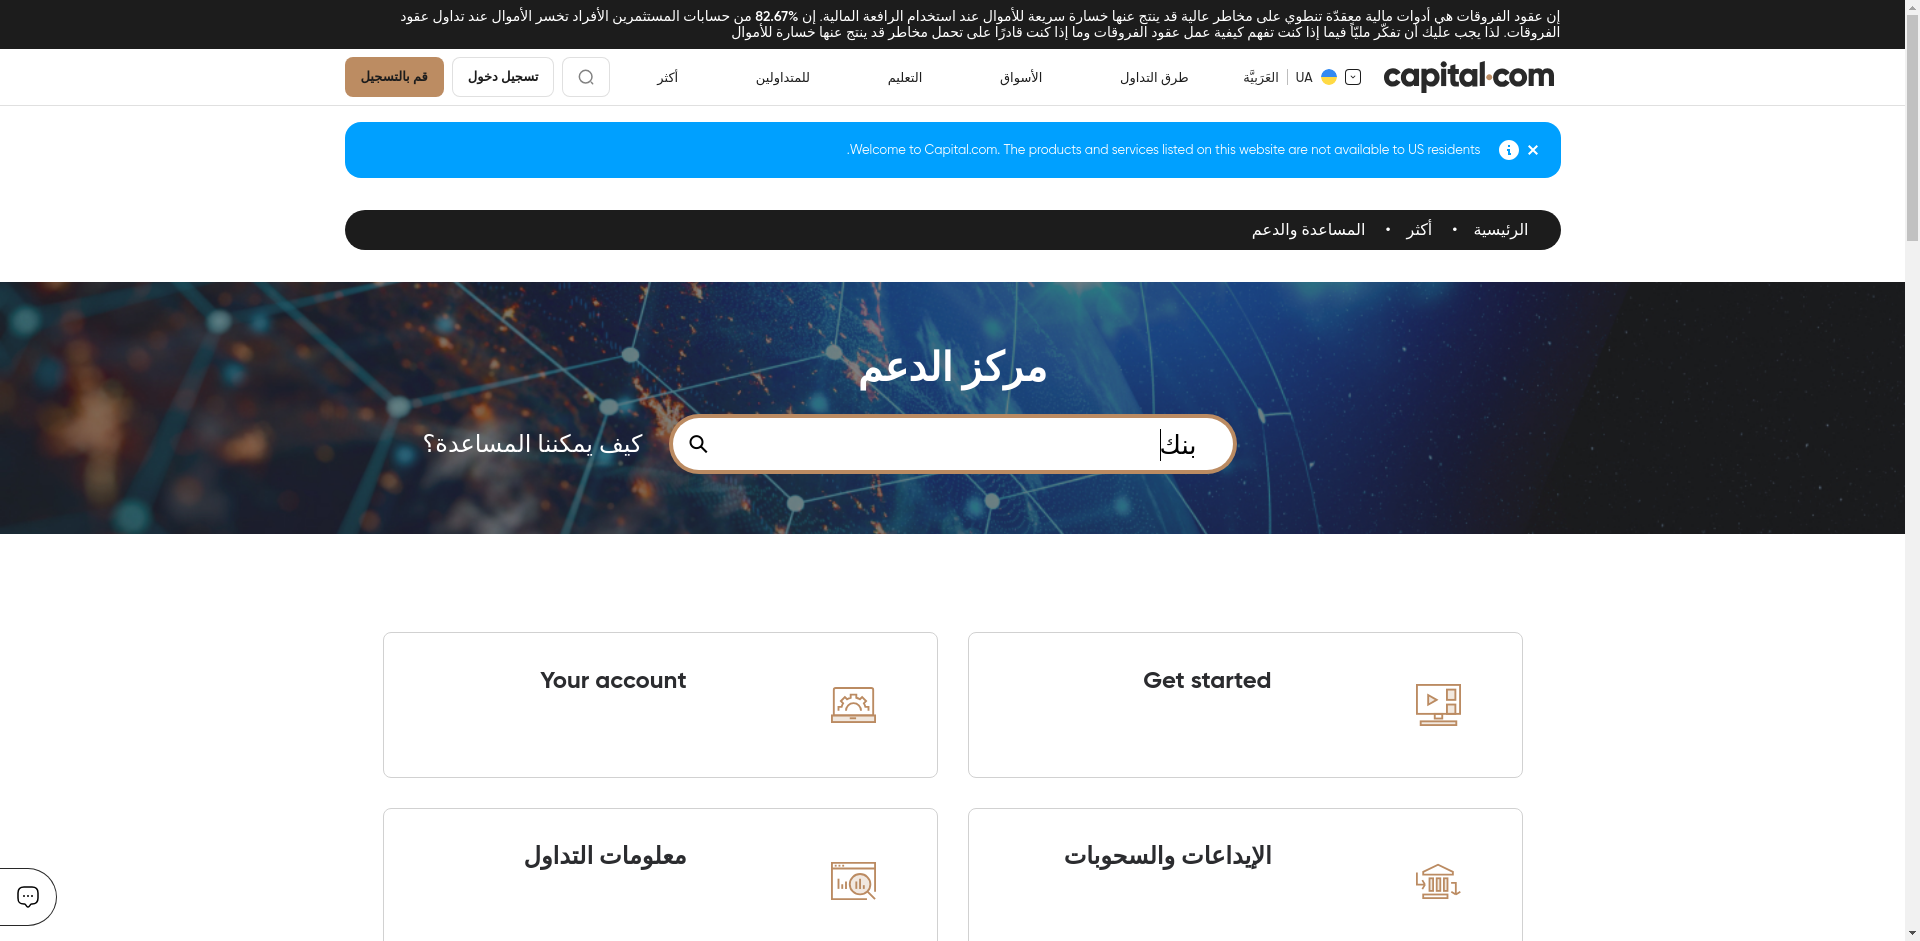 إن عقود الفروقات هي أدوات مالية معقدّة تنطوي على مخاطر عالية قد ينتج عنها خسارة سريعة للأموال عند استخدام الرافعة المالية. إن 82.67% من حسابات المستثمرين الأفراد تخسر الأموال عند تداول عقود
الفروقات. لذا يجب عليك أن تفكّر مليّاً فيما إذا كنت تفهم كيفية عمل عقود الفروقات وما إذا كنت قادرًا على تحمل مخاطر قد ينتج عنها خسارة للأموال
capital.com
UA العَرَبيَّة
طرق التداول
الأسواق
التعليم
للمتداولين
أكثر
تسجيل دخول
قم بالتسجيل
Welcome to Capital.com. The products and services listed on this website are not available to US residents.
الرئيسية • أكثر • المساعدة والدعم
مركز الدعم
كيف يمكننا المساعدة؟
بنك
Get started
Your account
الإيداعات والسحوبات
معلومات التداول